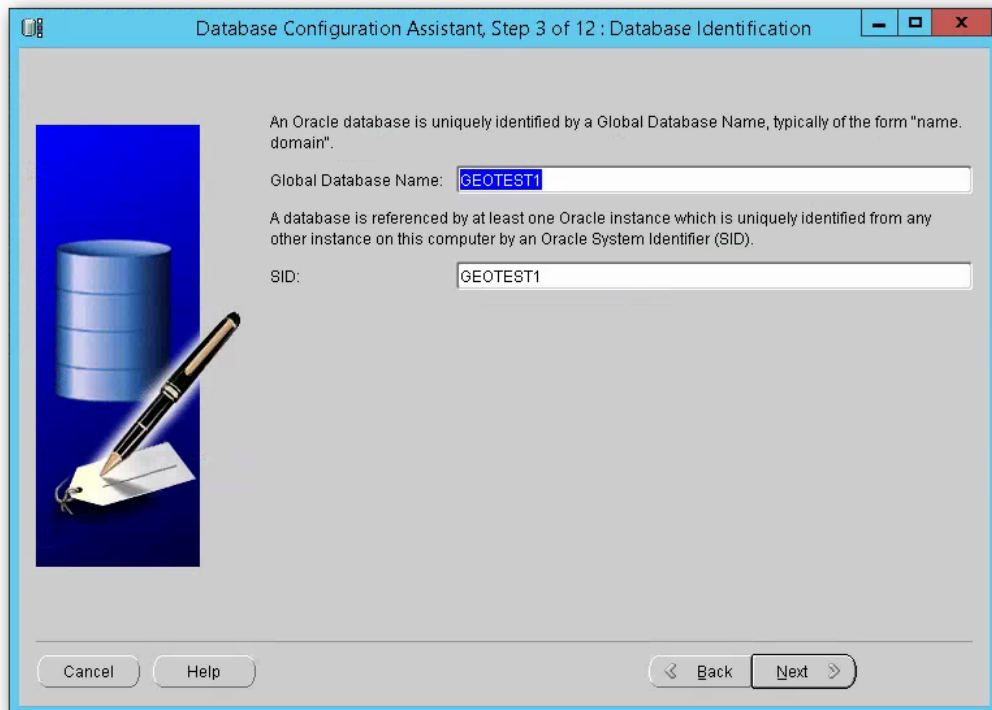 Database Configuration Assistant, Step 3 of 12 : Database Identification
An Oracle database is uniquely identified by a Global Database Name, typically of the form "name.
domain".
Global Database Name: GEOTEST1
A database is referenced by at least one Oracle instance which is uniquely identified from any
other instance on this computer by an Oracle System Identifier (SID).
SID: GEOTEST1
Cancel Help Back Next